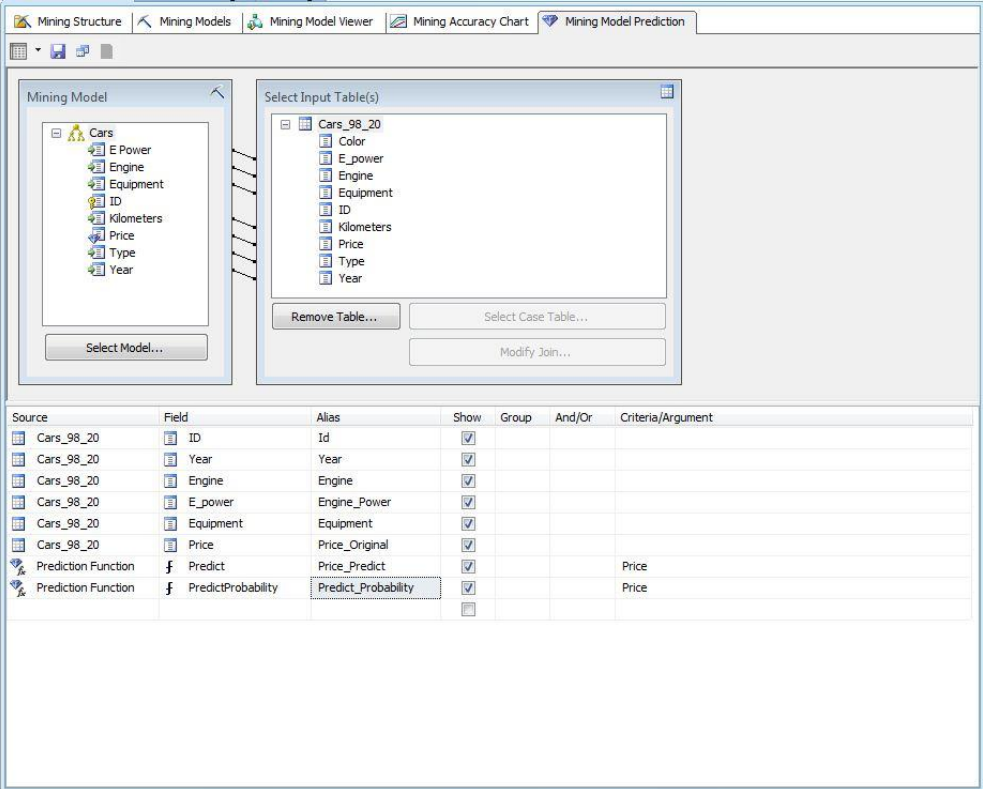 Mining Structure Mining Models Mining Model Viewer Mining Accuracy Chart Mining Model Prediction
Mining Model
Cars
E Power
Engine
Equipment
ID
Kilometers
Price
Type
Year
Select Model...
Select Input Table(s)
Cars_98_20
Color
E_power
Engine
Equipment
ID
Kilometers
Price
Type
Year
Remove Table... Select Case Table...
Modify Join...
Source Field Alias Show Group And/Or Criteria/Argument
Cars_98_20 ID Id
Cars_98_20 Year Year
Cars_98_20 Engine Engine
Cars_98_20 E_power Engine_Power
Cars_98_20 Equipment Equipment
Cars_98_20 Price Price_Original
Prediction Function Predict Price_Predict Price
Prediction Function PredictProbability Predict_Probability Price